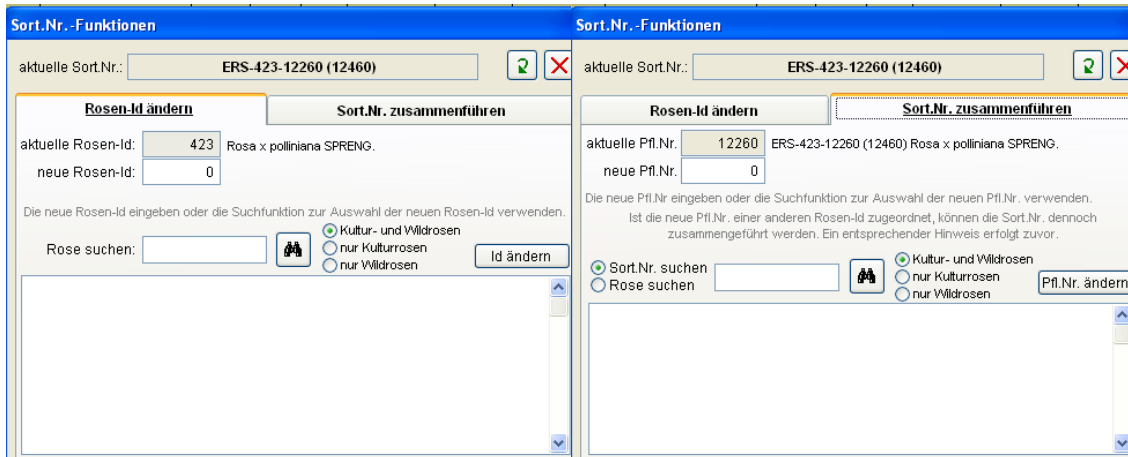 Sort.Nr.-Funktionen
aktuelle Sort.Nr.: ERS-423-12260 (12460)
Rosen-Id ändern
Sort.Nr. zusammenführen
aktuelle Rosen-Id: 423 Rosa x polliniana SPRENG.
neue Rosen-Id: 0
Die neue Rosen-Id eingeben oder die Suchfunktion zur Auswahl der neuen Rosen-Id verwenden.
Rose suchen:
Kultur- und Wildrosen
nur Kulturrosen
nur Wildrosen
Id ändern
Sort.Nr.-Funktionen
aktuelle Sort.Nr.: ERS-423-12260 (12460)
Rosen-Id ändern
Sort.Nr. zusammenführen
aktuelle Pfl.Nr. 12260 ERS-423-12260 (12460) Rosa x polliniana SPRENG.
neue Pfl.Nr. 0
Die neue Pfl.Nr eingeben oder die Suchfunktion zur Auswahl der neuen Pfl.Nr. verwenden.
Ist die neue Pfl.Nr. einer anderen Rosen-Id zugeordnet, können die Sort.Nr. dennoch
zusammengeführt werden. Ein entsprechender Hinweis erfolgt zuvor.
Sort.Nr. suchen
Rose suchen
Kultur- und Wildrosen
nur Kulturrosen
nur Wildrosen
Pfl.Nr. ändern